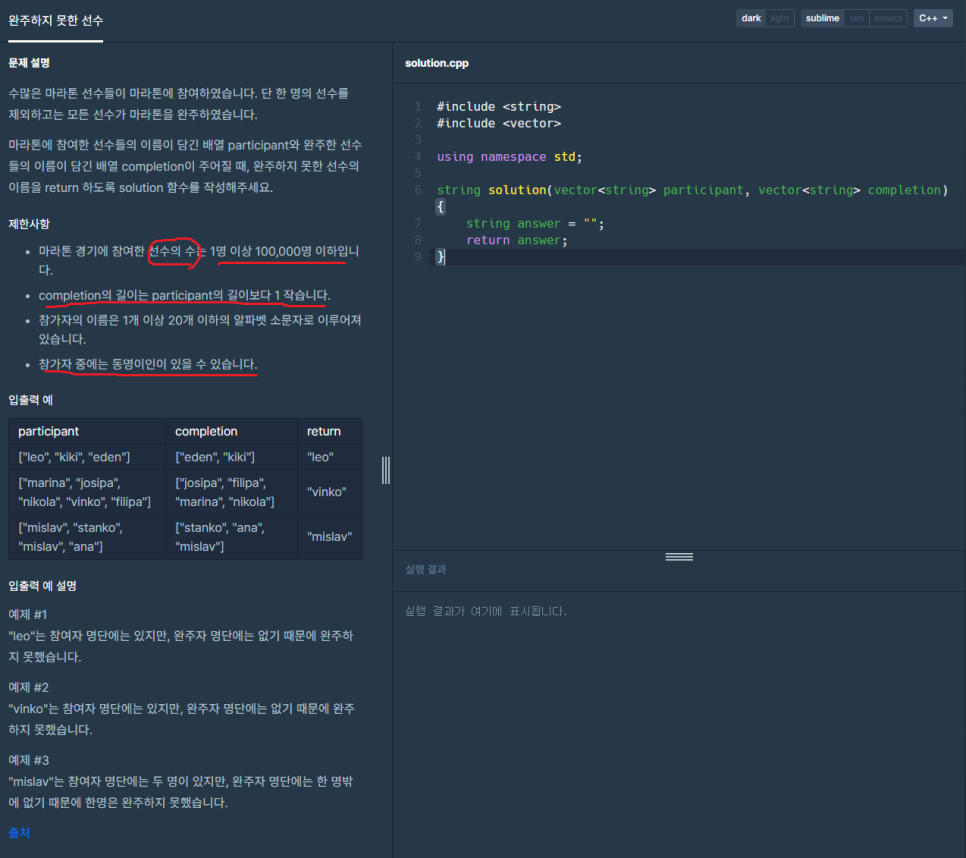 완주하지 못한 선수
dark light sublime vim emacs C++
문제 설명
수많은 마라톤 선수들이 마라톤에 참여하였습니다. 단 한 명의 선수를
제외하고는 모든 선수가 마라톤을 완주하였습니다.
마라톤에 참여한 선수들의 이름이 담긴 배열 participant와 완주한 선수
들의 이름이 담긴 배열 completion이 주어질 때, 완주하지 못한 선수의
이름을 return 하도록 solution 함수를 작성해주세요.
제한사항
• 마라톤 경기에 참여한 선수의 수는 1명 이상 100,000명 이하입니
다.
• completion의 길이는 participant의 길이보다 1 작습니다.
• 참가자의 이름은 1개 이상 20개 이하의 알파벳 소문자로 이루어져
있습니다.
• 참가자 중에는 동명이인이 있을 수 있습니다.
입출력 예
participant completion return
["leo", "kiki", "eden"] ["eden", "kiki"] "leo"
["marina", "josipa", ["josipa", "filipa",
"nikola", "vinko", "filipa"] "marina", "nikola"] "vinko"
["mislav", "stanko", ["stanko", "ana",
"mislav", "ana"] "mislav"] "mislav"
입출력 예 설명
예제 #1
"leo"는 참여자 명단에는 있지만, 완주자 명단에는 없기 때문에 완주하
지 못했습니다.
예제 #2
"vinko"는 참여자 명단에는 있지만, 완주자 명단에는 없기 때문에 완주
하지 못했습니다.
예제 #3
"mislav"는 참여자 명단에는 두 명이 있지만, 완주자 명단에는 한 명밖
에 없기 때문에 한명은 완주하지 못했습니다.
출처
solution.cpp
1 #include <string>
2 #include <vector>
3
4 using namespace std;
5
6 string solution(vector<string> participant, vector<string> completion)
{
7 string answer = "";
8 return answer;
9 }
실행 결과
실행 결과가 여기에 표시됩니다.